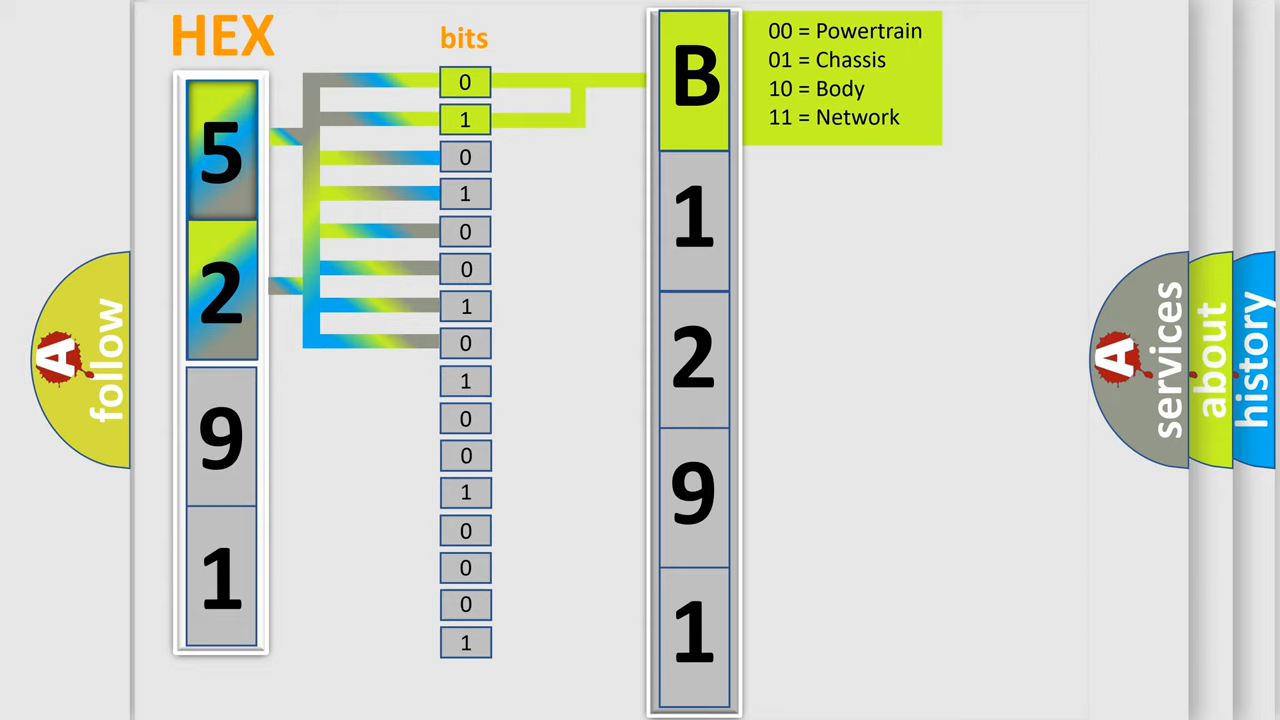 HEX
bits
5
2
9
1
0
1
0
1
0
0
1
0
1
0
0
1
0
0
0
1
B
1
2
9
1
00 = Powertrain
01 = Chassis
10 = Body
11 = Network
A
follow
A
services
about
history